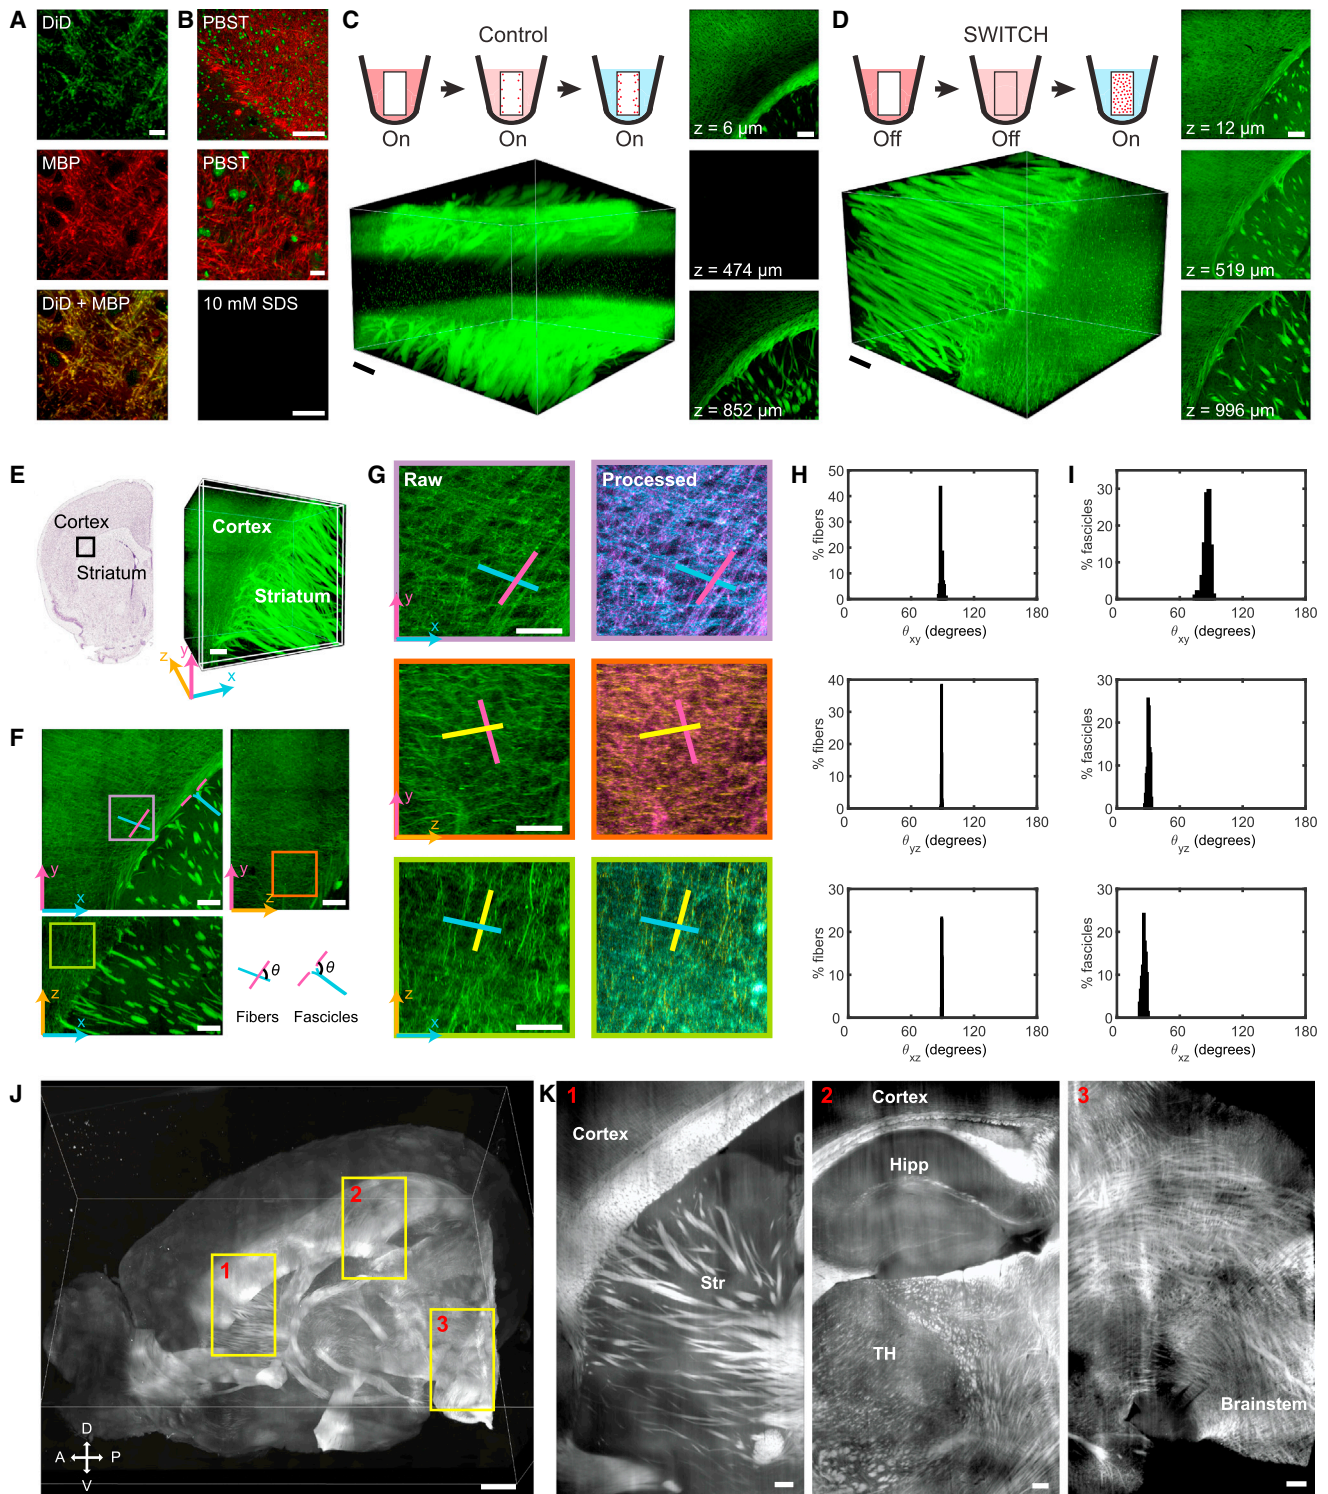 A
DiD
MBP
DiD + MBP
B
PBST
PBST
10 mM SDS
C
Control
On
On
On
z = 6 µm
z = 474 µm
z = 852 µm
D
SWITCH
Off
Off
On
z = 12 µm
z = 519 µm
z = 996 µm
E
Cortex
Striatum
Cortex
Striatum
z
y
x
F
y
x
y
z
z
x
θ
θ
Fibers
Fascicles
G
Raw
Processed
y
x
y
z
z
x
H
50
40
30
20
10
0
% fibers
0 60 120 180
θxy (degrees)
40
30
20
10
0
% fibers
0 60 120 180
θyz (degrees)
30
20
10
0
% fibers
0 60 120 180
θxz (degrees)
I
30
20
10
0
% fascicles
0 60 120 180
θxy (degrees)
30
20
10
0
% fascicles
0 60 120 180
θyz (degrees)
30
20
10
0
% fascicles
0 60 120 180
θxz (degrees)
J
1
2
3
D
A
P
V
K
1
Cortex
Str
2
Cortex
Hipp
TH
3
Brainstem